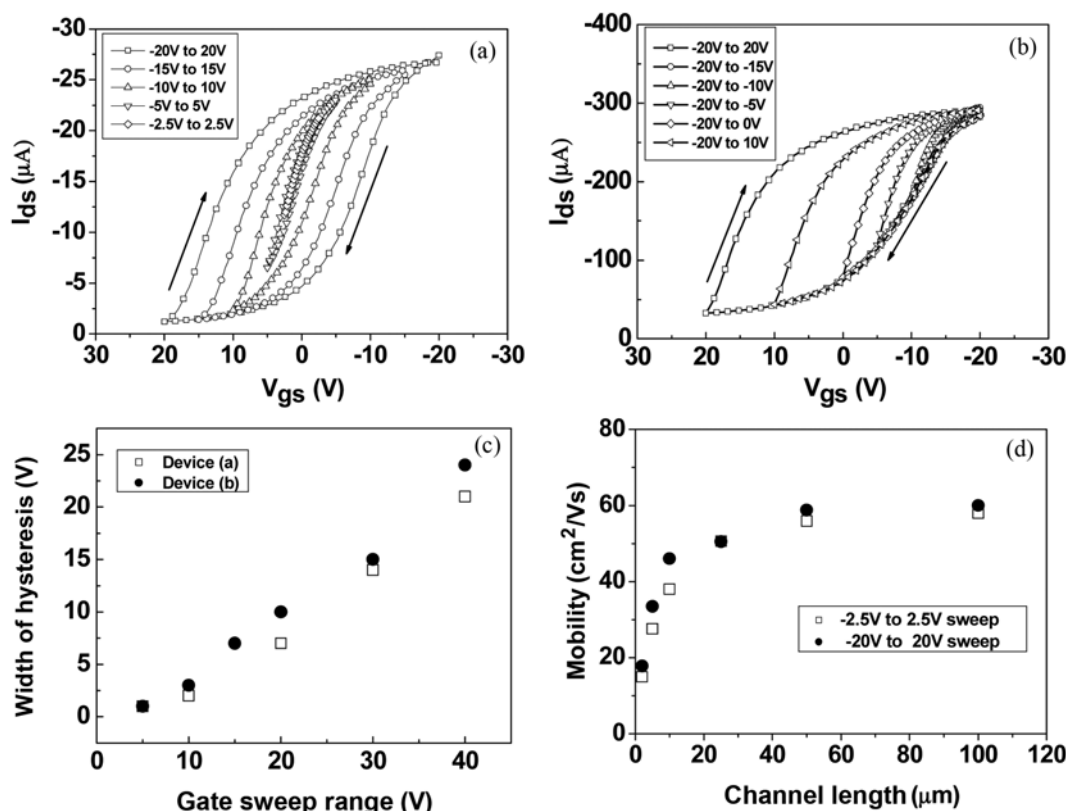 (a)
-20V to 20V
-15V to 15V
-10V to 10V
-5V to 5V
-2.5V to 2.5V
-30
-25
-20
-15
-10
-5
0
Ids (μA)
30 20 10 0 -10 -20 -30
Vgs (V)
(b)
-20V to 20V
-20V to -15V
-20V to -10V
-20V to -5V
-20V to 0V
-20V to 10V
-400
-300
-200
-100
0
Ids (μA)
30 20 10 0 -10 -20 -30
Vgs (V)
(c)
Device (a)
Device (b)
25
20
15
10
5
0
Width of hysteresis (V)
0 10 20 30 40
Gate sweep range (V)
(d)
-2.5V to 2.5V sweep
-20V to 20V sweep
80
60
40
20
0
Mobility (cm²/Vs)
0 20 40 60 80 100 120
Channel length (μm)